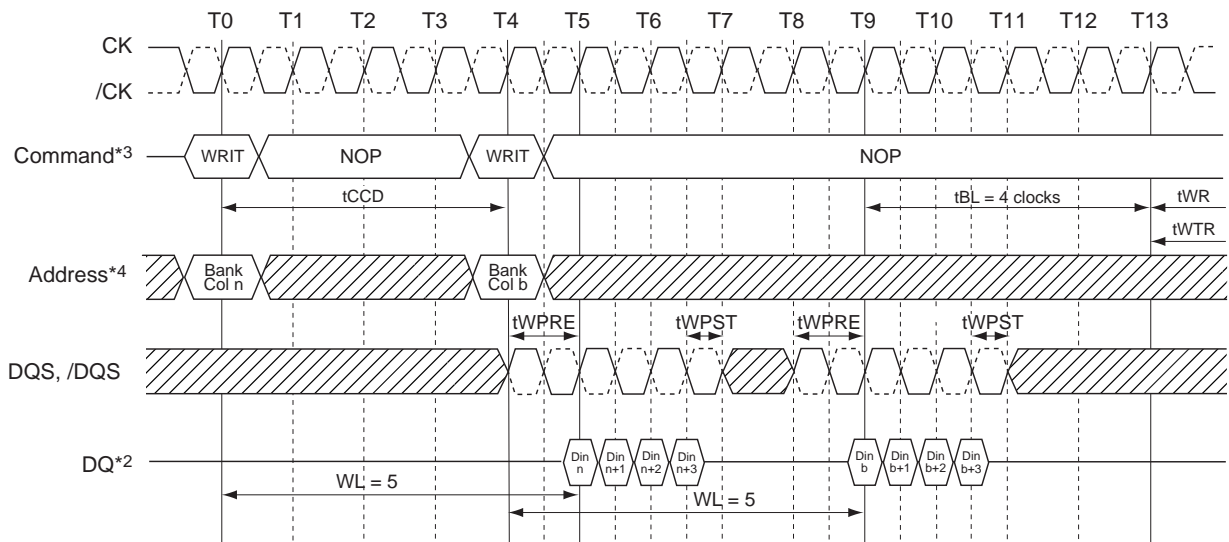 T0 T1 T2 T3 T4 T5 T6 T7 T8 T9 T10 T11 T12 T13
CK
/CK
Command*3 WRIT NOP WRIT NOP
tCCD tBL = 4 clocks tWR
tWTR
Address*4 Bank Col n Bank Col b
tWPRE tWPST tWPRE tWPST
DQS, /DQS
DQ*2 Din n Din n+1 Din n+2 Din n+3 Din b Din b+1 Din b+2 Din b+3
WL = 5
WL = 5